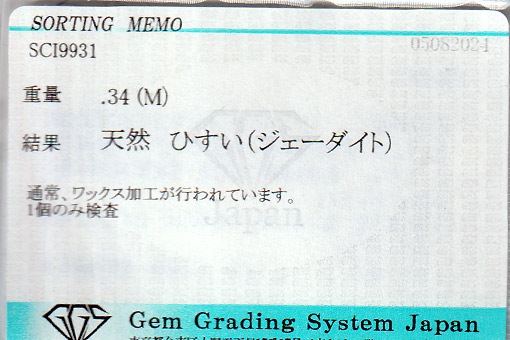 SORTING MEMO
SCI9931
05082024
重量 .34 (M)
結果 天然 ひすい(ジェーダイト)
通常、ワックス加工が行われています。
1個のみ検査
Japan
GGS
Gem Grading System Japan